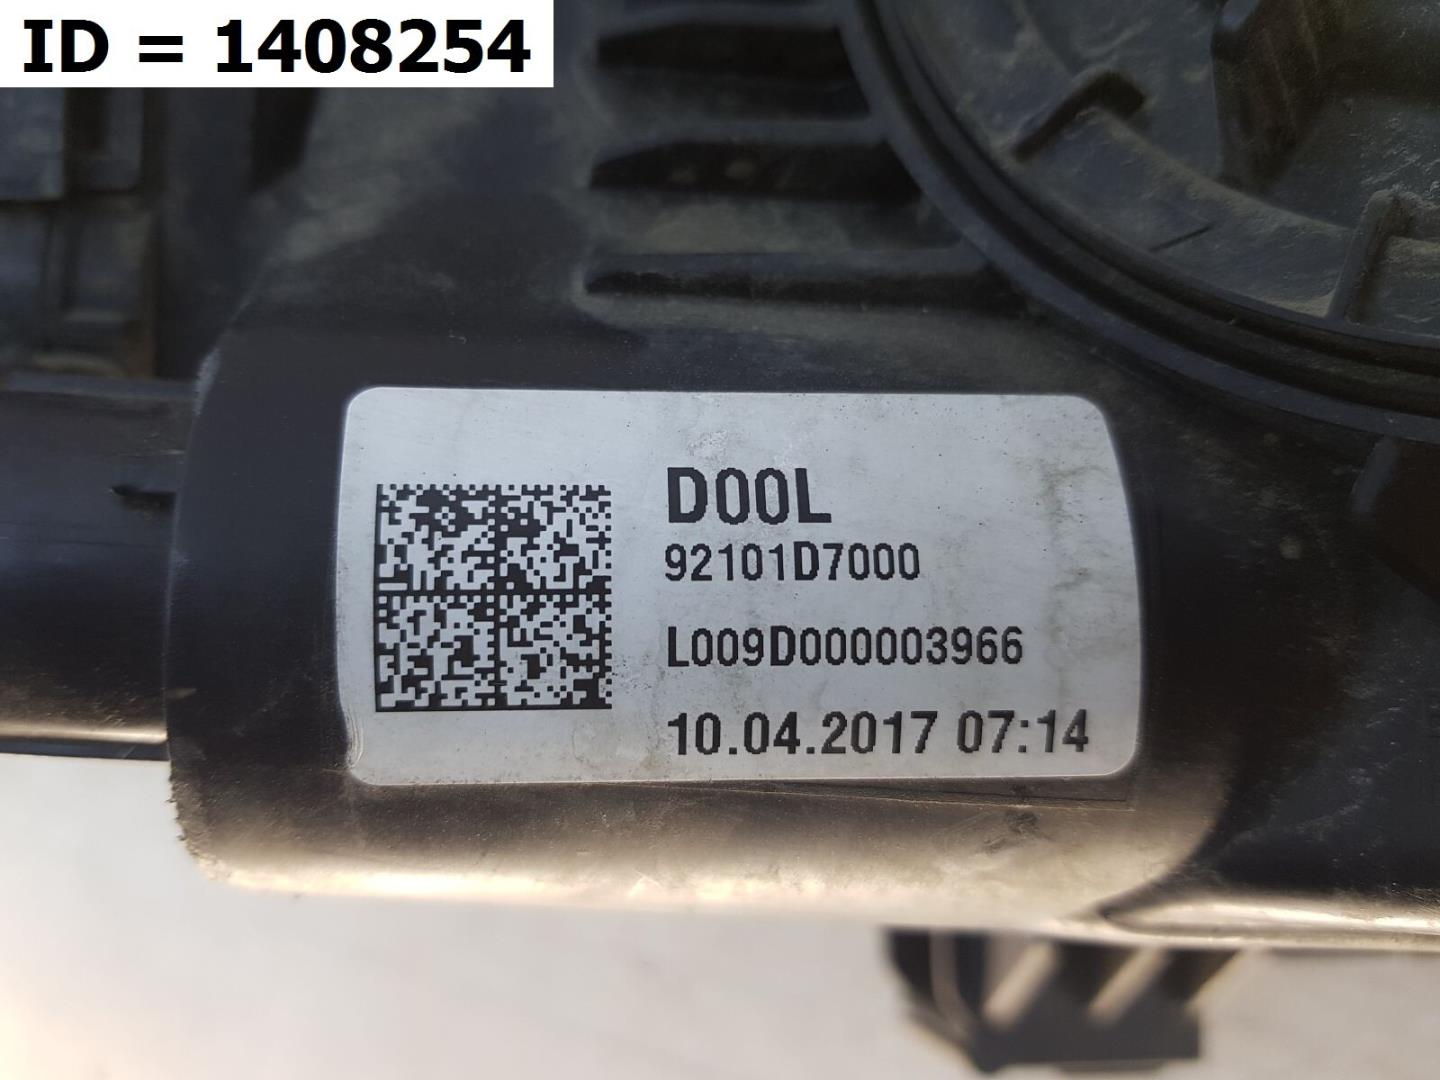 ID = 1408254
D00L
92101D7000
L009D000003966
10.04.2017 07:14